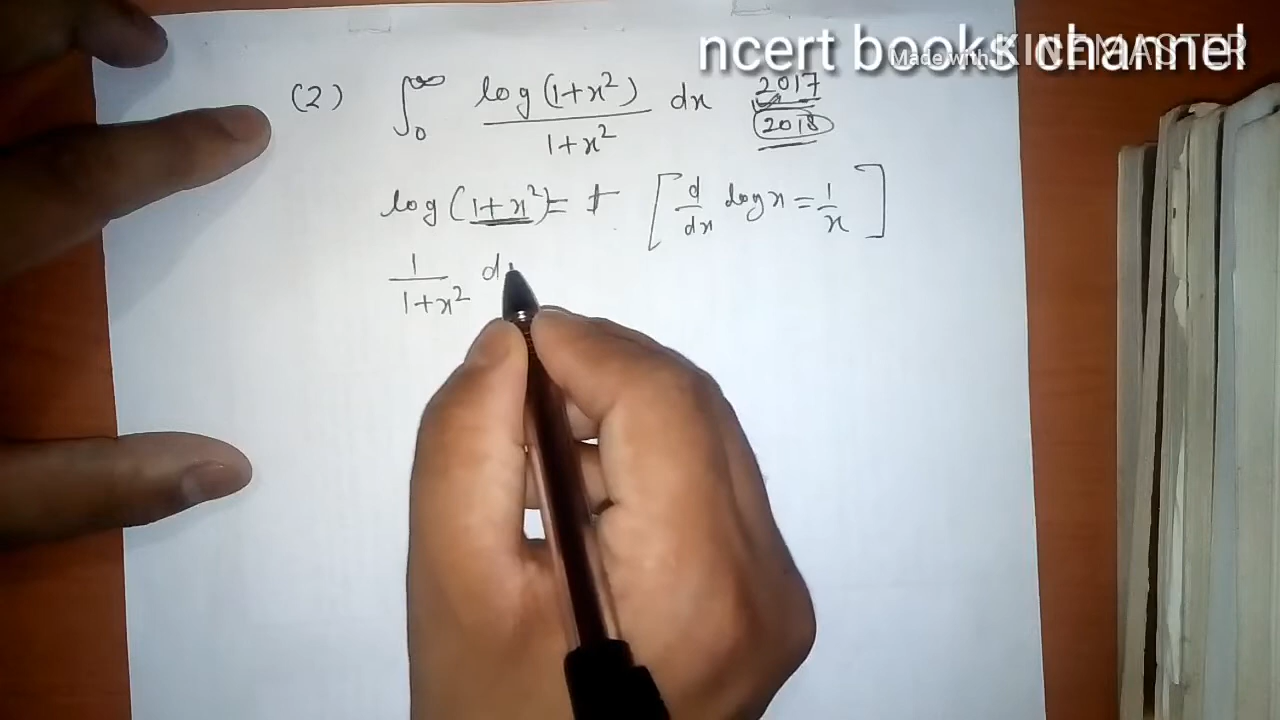 ncert books channel
Made with KINEMASTER
(2) ∫₀^∞ log(1+x²)/(1+x²) dx 2017
2018
log(1+x²)= t [d/dx log x = 1/x]
1/(1+x²) d